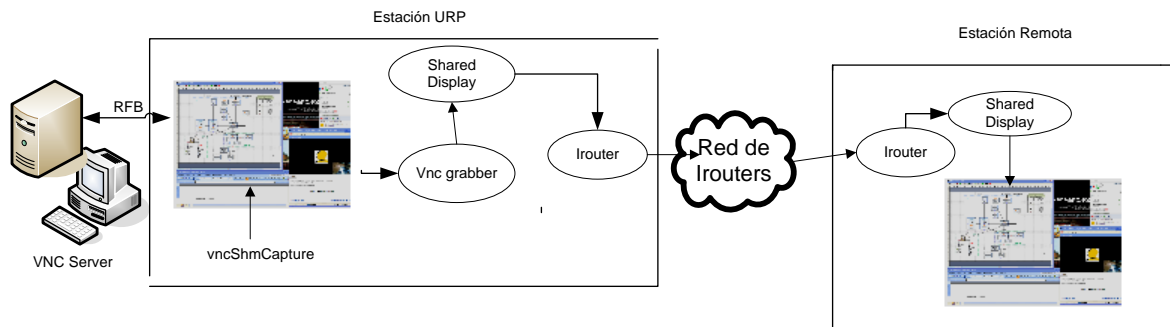 Estación URP
Estación Remota
RFB
VNC Server
vncShmCapture
Vnc grabber
Shared
Display
Irouter
Red de
Irouters
Irouter
Shared
Display